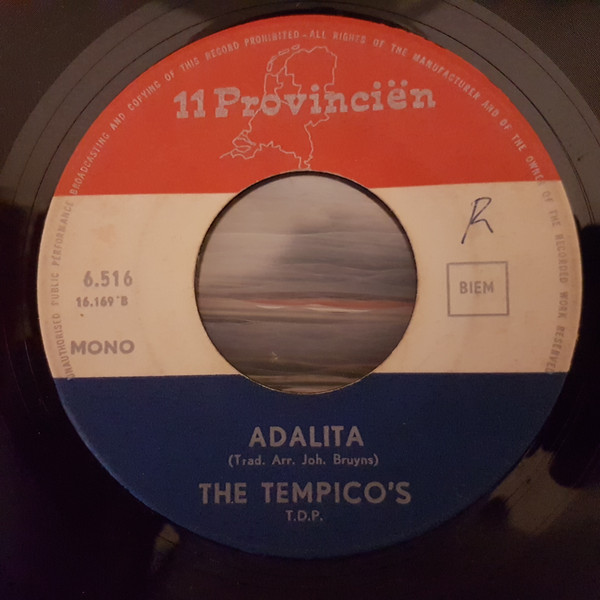 UNAUTHORISED PUBLIC PERFORMANCE BROADCASTING AND COPYING OF THIS RECORD PROHIBITED - ALL RIGHTS OF THE MANUFACTURER AND OF THE OWNER OF THE RECORDED WORK RESERVED
11 Provinciën
R
6.516
16.169-B
BIEM
MONO
ADALITA
(Trad. Arr. Joh. Bruyns)
THE TEMPICO'S
T.D.P.